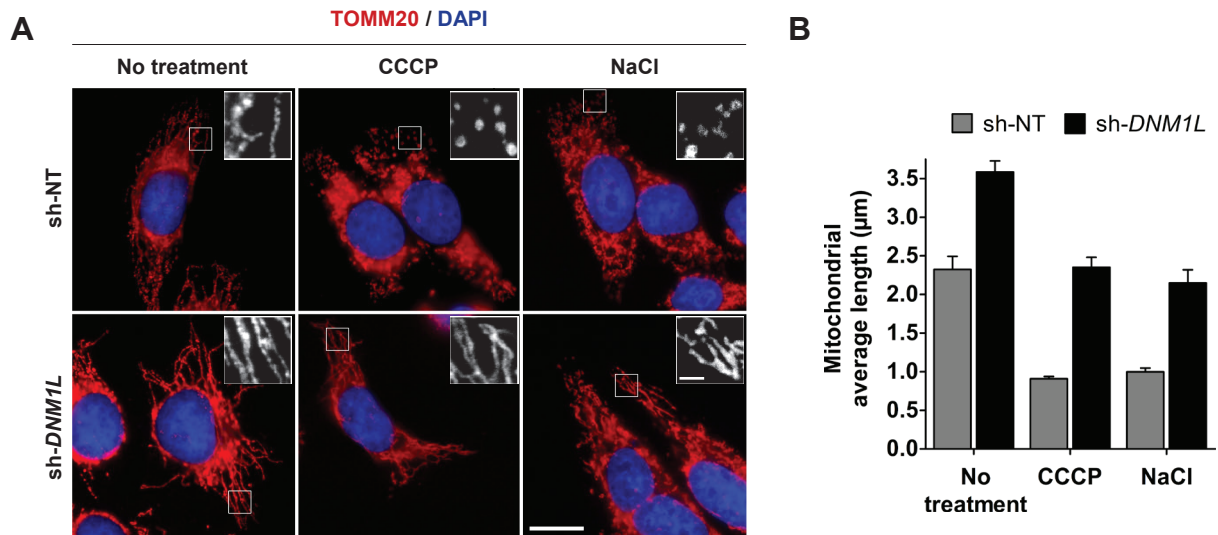 A
TOMM20 / DAPI
No treatment
CCCP
NaCl
sh-NT
sh-DNM1L
B
sh-NT
sh-DNM1L
Mitochondrial
average length (µm)
3.5
3.0
2.5
2.0
1.5
1.0
0.5
0.0
No
treatment
CCCP
NaCl